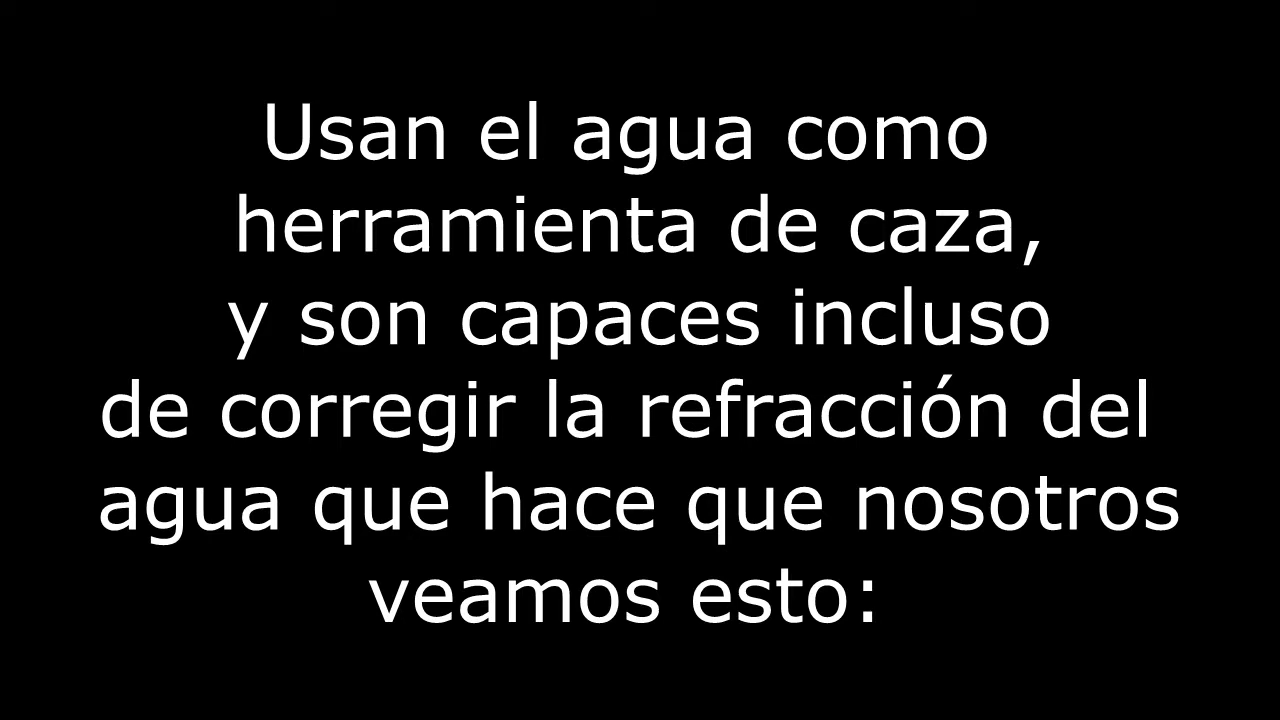 Usan el agua como
herramienta de caza,
y son capaces incluso
de corregir la refracción del
agua que hace que nosotros
veamos esto: